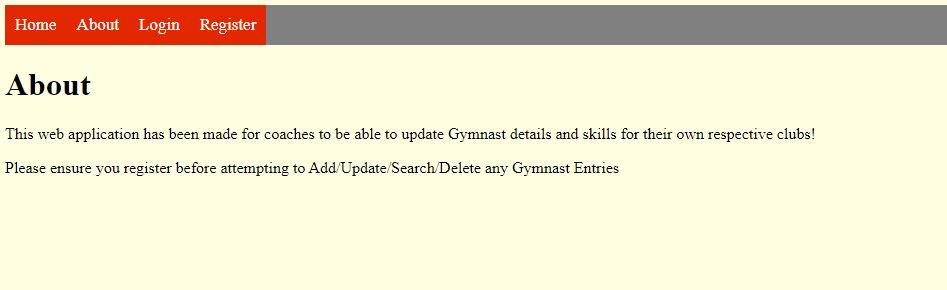 Home About Login Register
About
This web application has been made for coaches to be able to update Gymnast details and skills for their own respective clubs!
Please ensure you register before attempting to Add/Update/Search/Delete any Gymnast Entries